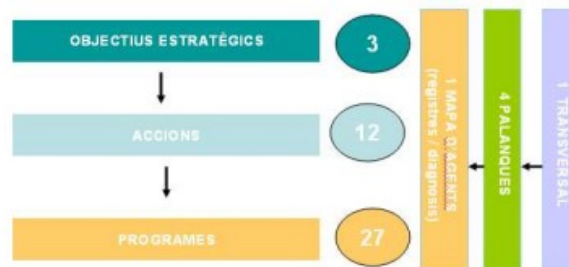 OBJECTIUS ESTRATÈGICS
3
ACCIONS
12
PROGRAMES
27
1 MAPA D'AGENTS
(registres / diagnosis)
4 PALANQUES
1 TRANSVERSAL